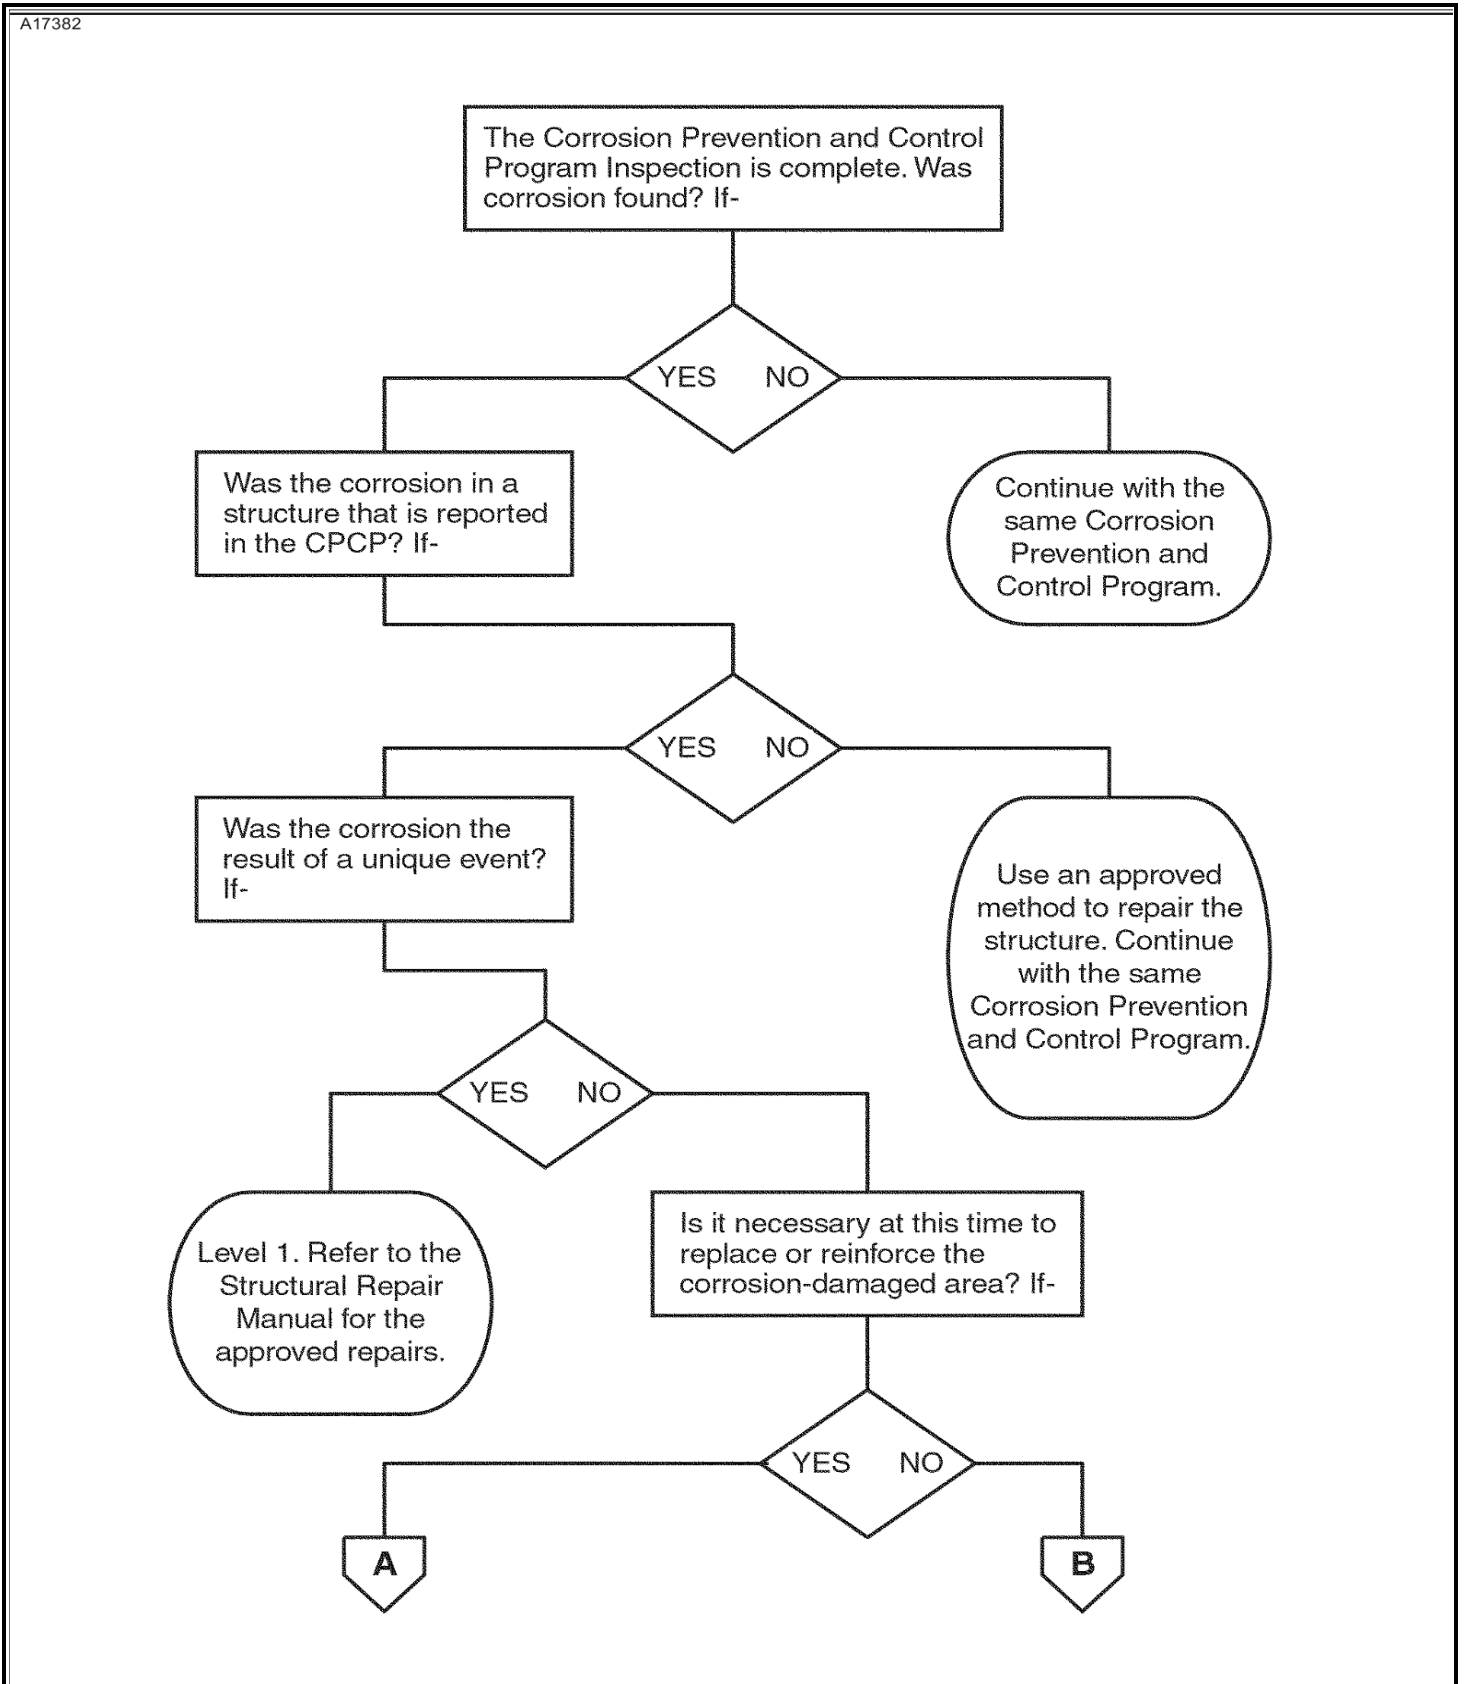 A17382
The Corrosion Prevention and Control
Program Inspection is complete. Was
corrosion found? If-
YES NO
Was the corrosion in a
structure that is reported
in the CPCP? If-
Continue with the
same Corrosion
Prevention and
Control Program.
YES NO
Was the corrosion the
result of a unique event?
If-
Use an approved
method to repair the
structure. Continue
with the same
Corrosion Prevention
and Control Program.
YES NO
Level 1. Refer to the
Structural Repair
Manual for the
approved repairs.
Is it necessary at this time to
replace or reinforce the
corrosion-damaged area? If-
YES NO
A
B